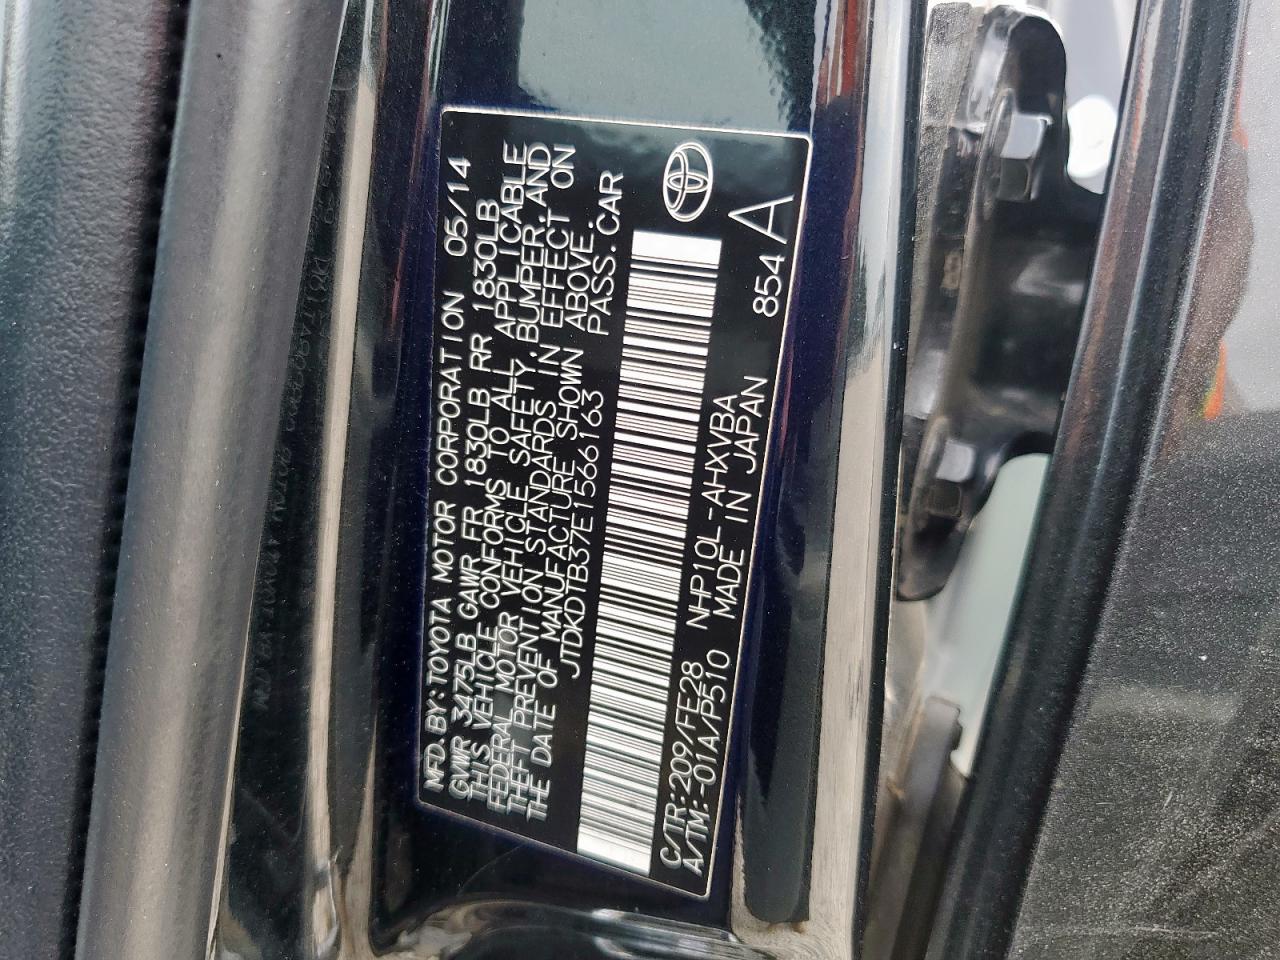 MFD. BY: TOYOTA MOTOR CORPORATION 05/14
GVWR 3475LB GAWR FR 1830LB RR 1830LB
THIS VEHICLE CONFORMS TO ALL APPLICABLE
FEDERAL MOTOR VEHICLE SAFETY, BUMPER, AND
THEFT PREVENTION STANDARDS IN EFFECT ON
THE DATE OF MANUFACTURE SHOWN ABOVE.
JTDKDTB37E1566163 PASS. CAR
C/TR:209/FE28 NHP10L-AHXVBA 854 A
A/TM:-01A/P510 MADE IN JAPAN